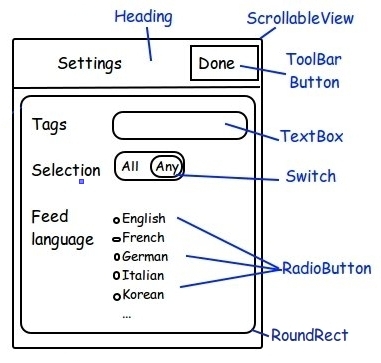 Heading
ScrollableView
Settings
Done
ToolBar
Button
Tags
TextBox
Selection
All
Any
Switch
Feed
language
English
French
German
Italian
Korean
...
RadioButton
RoundRect